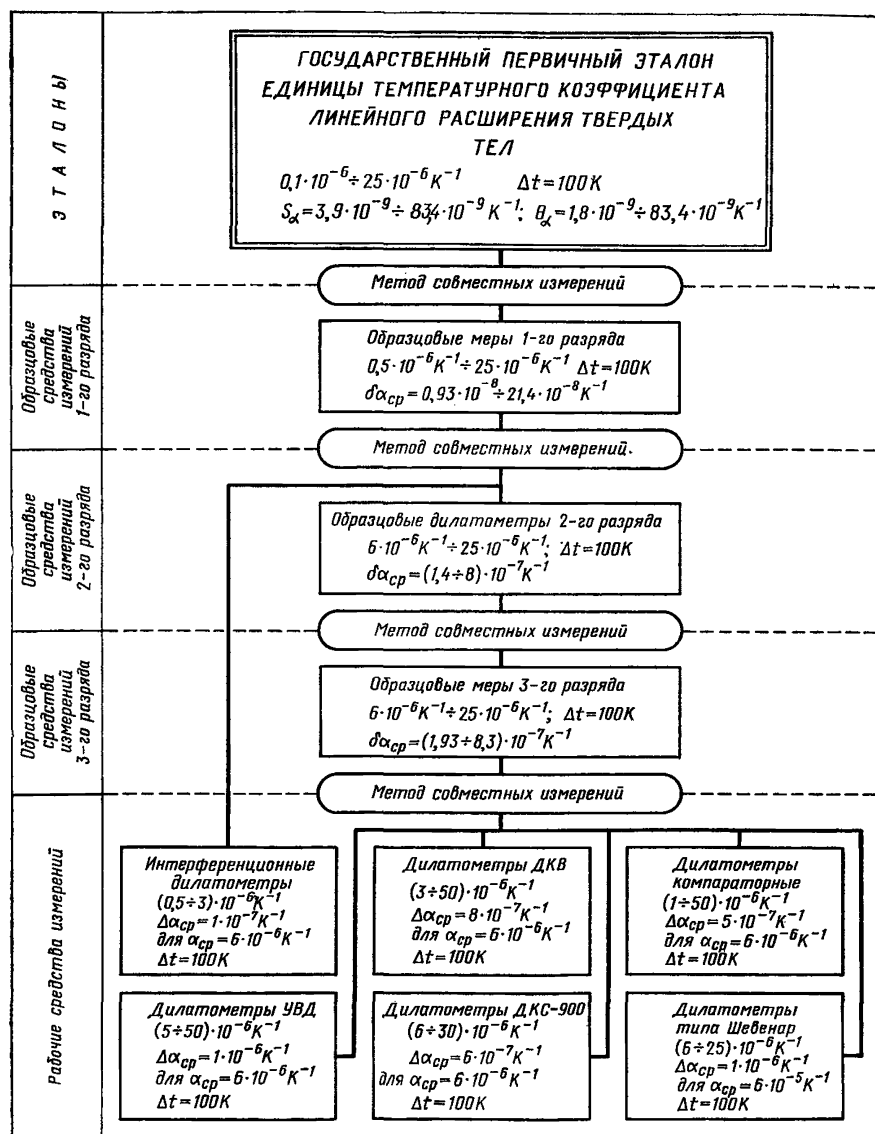 ЭТАЛОНЫ
ГОСУДАРСТВЕННЫЙ ПЕРВИЧНЫЙ ЭТАЛОН
ЕДИНИЦЫ ТЕМПЕРАТУРНОГО КОЭФФИЦИЕНТА
ЛИНЕЙНОГО РАСШИРЕНИЯ ТВЕРДЫХ
ТЕЛ
0,1·10⁻⁶÷25·10⁻⁶K⁻¹ Δt=100K
S_α=3,9·10⁻⁹÷83,4·10⁻⁹K⁻¹; θ_α=1,8·10⁻⁹÷83,4·10⁻⁹K⁻¹
Метод совместных измерений
Образцовые
средства
измерений
1-го разряда
Образцовые меры 1-го разряда
0,5·10⁻⁶K⁻¹÷25·10⁻⁶K⁻¹ Δt=100K
δα_ср=0,93·10⁻⁸÷21,4·10⁻⁸K⁻¹
Метод совместных измерений.
Образцовые
средства
измерений
2-го разряда
Образцовые дилатометры 2-го разряда
6·10⁻⁶K⁻¹÷25·10⁻⁶K⁻¹; Δt=100K
δα_ср=(1,4÷8)·10⁻⁷K⁻¹
Метод совместных измерений
Образцовые
средства
измерений
3-го разряда
Образцовые меры 3-го разряда
6·10⁻⁶K⁻¹÷25·10⁻⁶K⁻¹; Δt=100K
δα_ср=(1,93÷8,3)·10⁻⁷K⁻¹
Метод совместных измерений
Рабочие средства измерений
Интерференционные
дилатометры
(0,5÷3)·10⁻⁶K⁻¹
Δα_ср=1·10⁻⁷K⁻¹
для α_ср=6·10⁻⁶K⁻¹
Δt=100K
Дилатометры ДКВ
(3÷50)·10⁻⁶K⁻¹
Δα_ср=8·10⁻⁷K⁻¹
для α_ср=6·10⁻⁶K⁻¹
Δt=100K
Дилатометры
компараторные
(1÷50)·10⁻⁶K⁻¹
Δα_ср=5·10⁻⁷K⁻¹
для α_ср=6·10⁻⁶K⁻¹
Δt=100K
Дилатометры УВД
(5÷50)·10⁻⁶K⁻¹
Δα_ср=1·10⁻⁶K⁻¹
для α_ср=6·10⁻⁶K⁻¹
Δt=100K
Дилатометры ДКС-900
(6÷30)·10⁻⁶K⁻¹
Δα_ср=6·10⁻⁷K⁻¹
для α_ср=6·10⁻⁶K⁻¹
Δt=100K
Дилатометры
типа Шевенар
(6÷25)·10⁻⁶K⁻¹
Δα_ср=1·10⁻⁶K⁻¹
для α_ср=6·10⁻⁵K⁻¹
Δt=100K